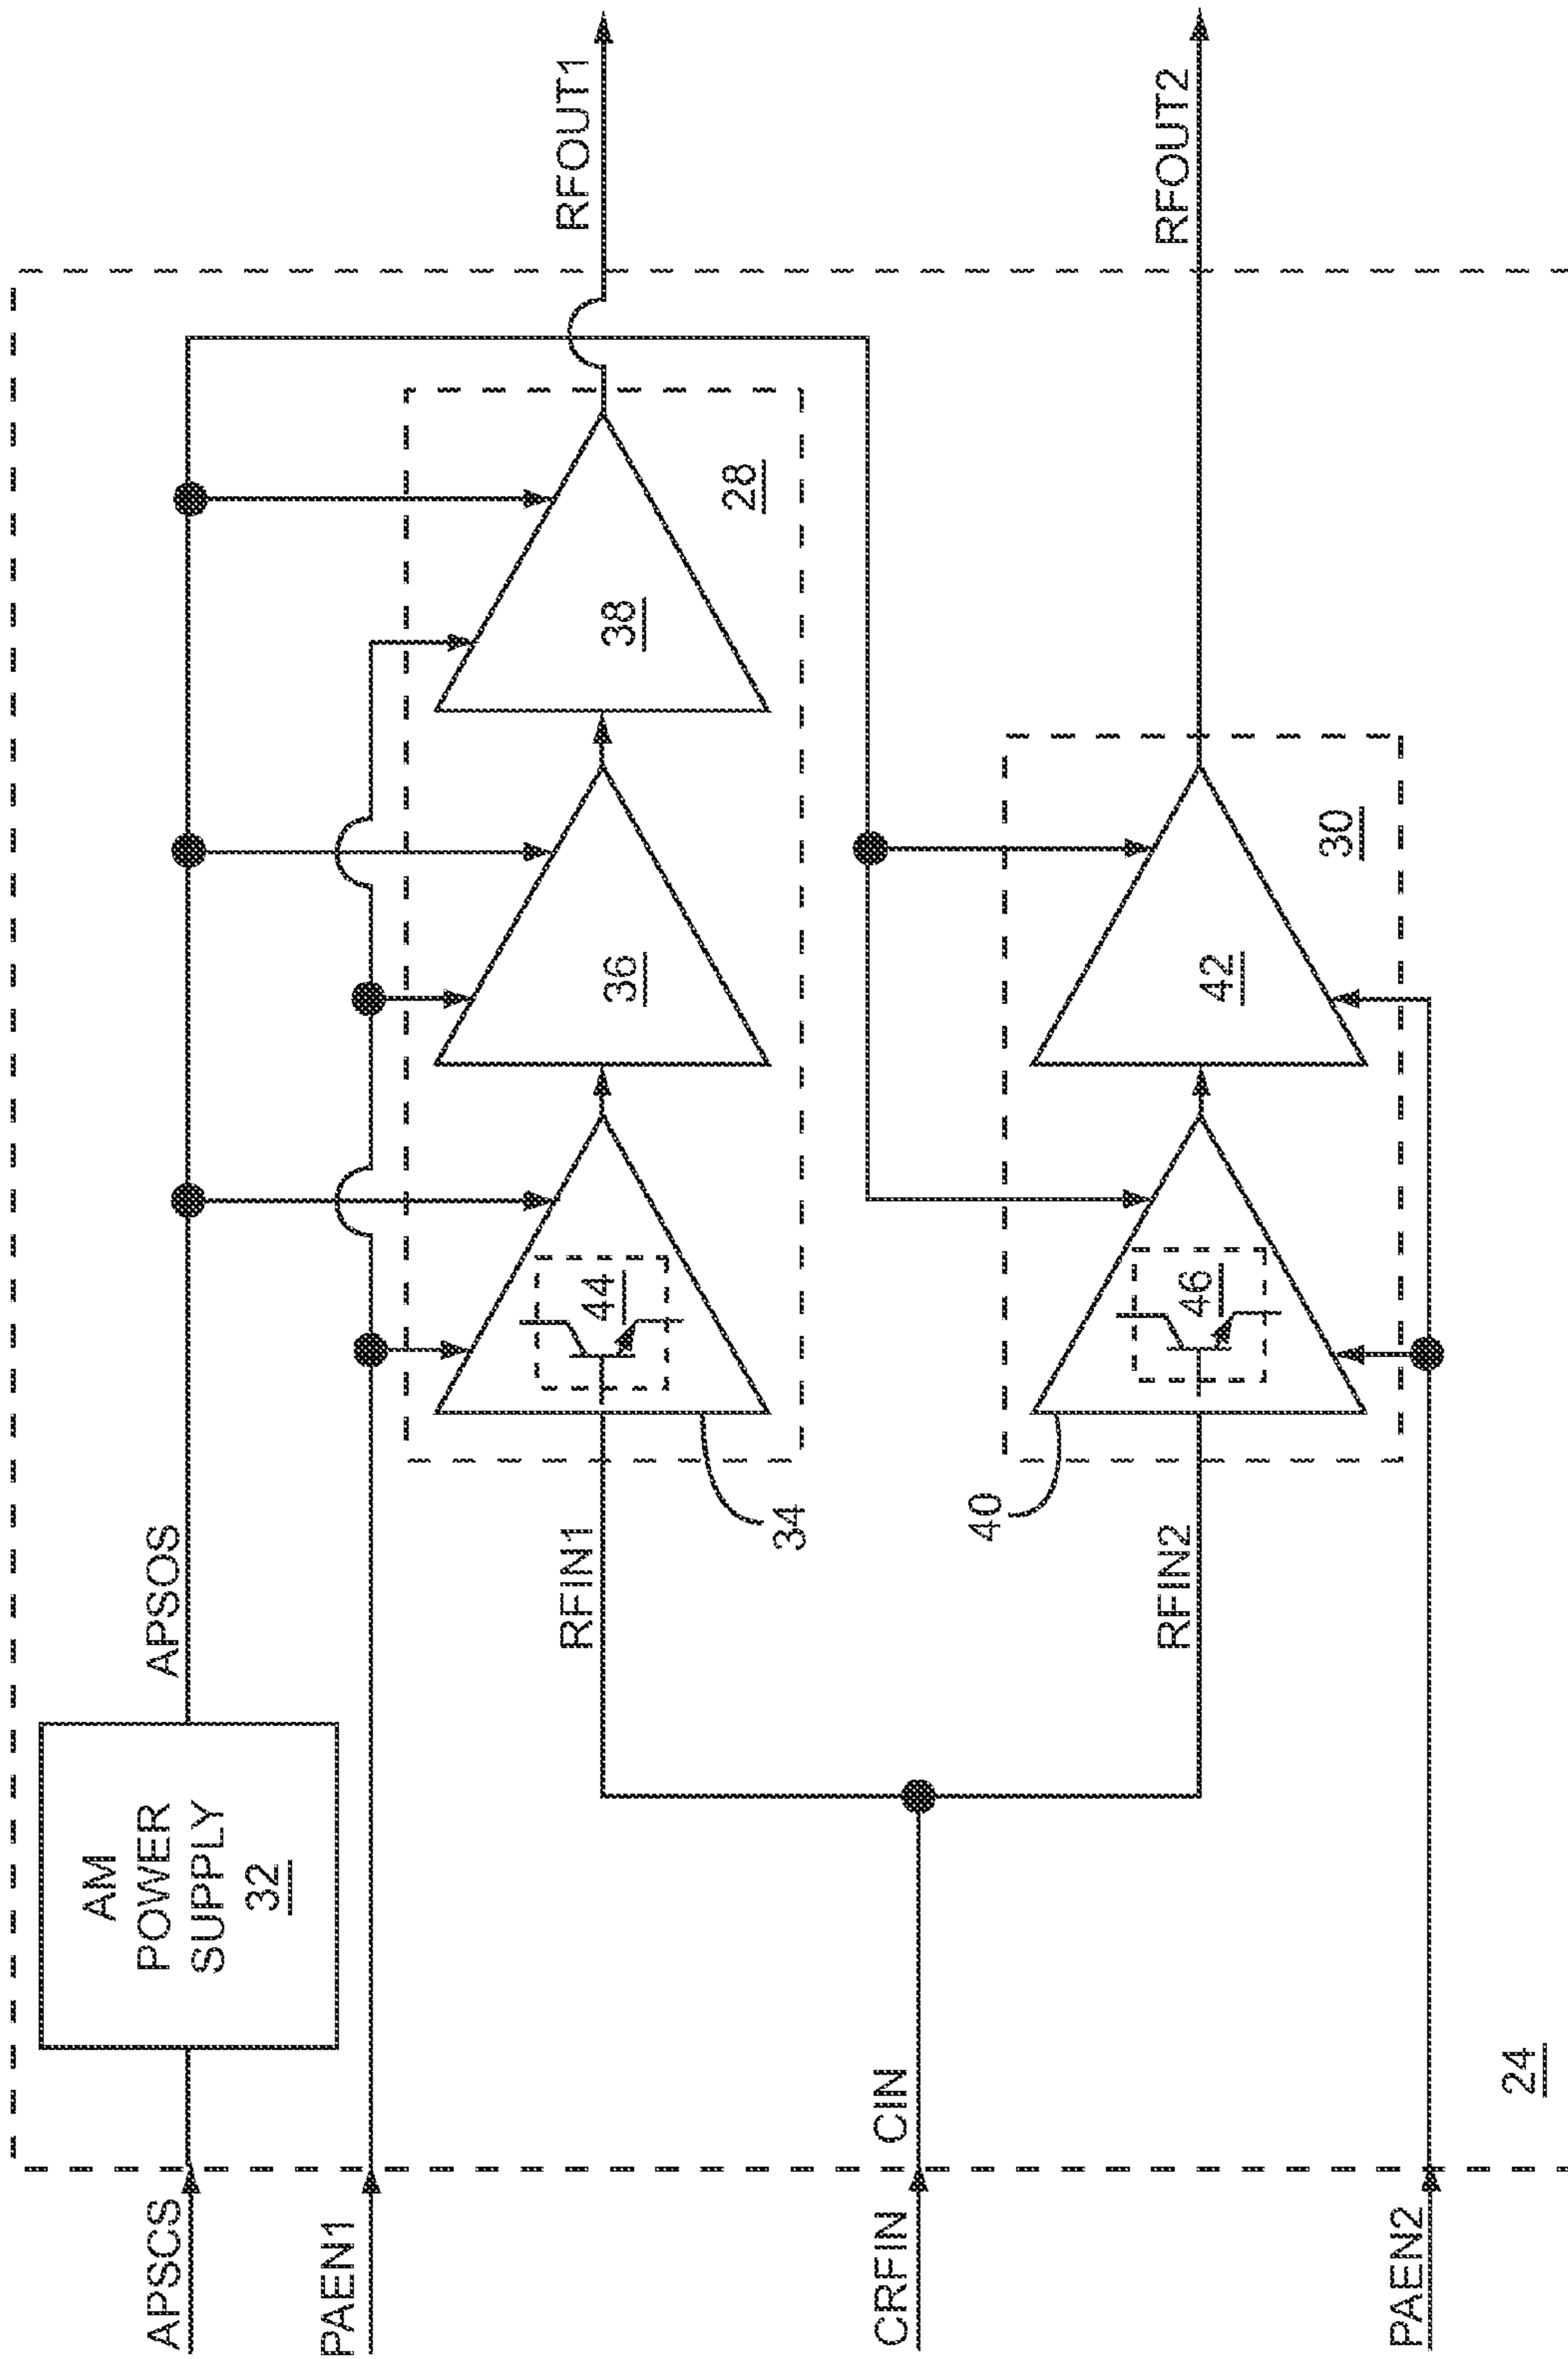 APSCS
AM
POWER
SUPPLY
32
APSOS
PAEN1
RFIN1
34
44
36
38
28
RFOUT1
CRFIN
CIN
RFIN2
40
46
42
30
RFOUT2
PAEN2
24